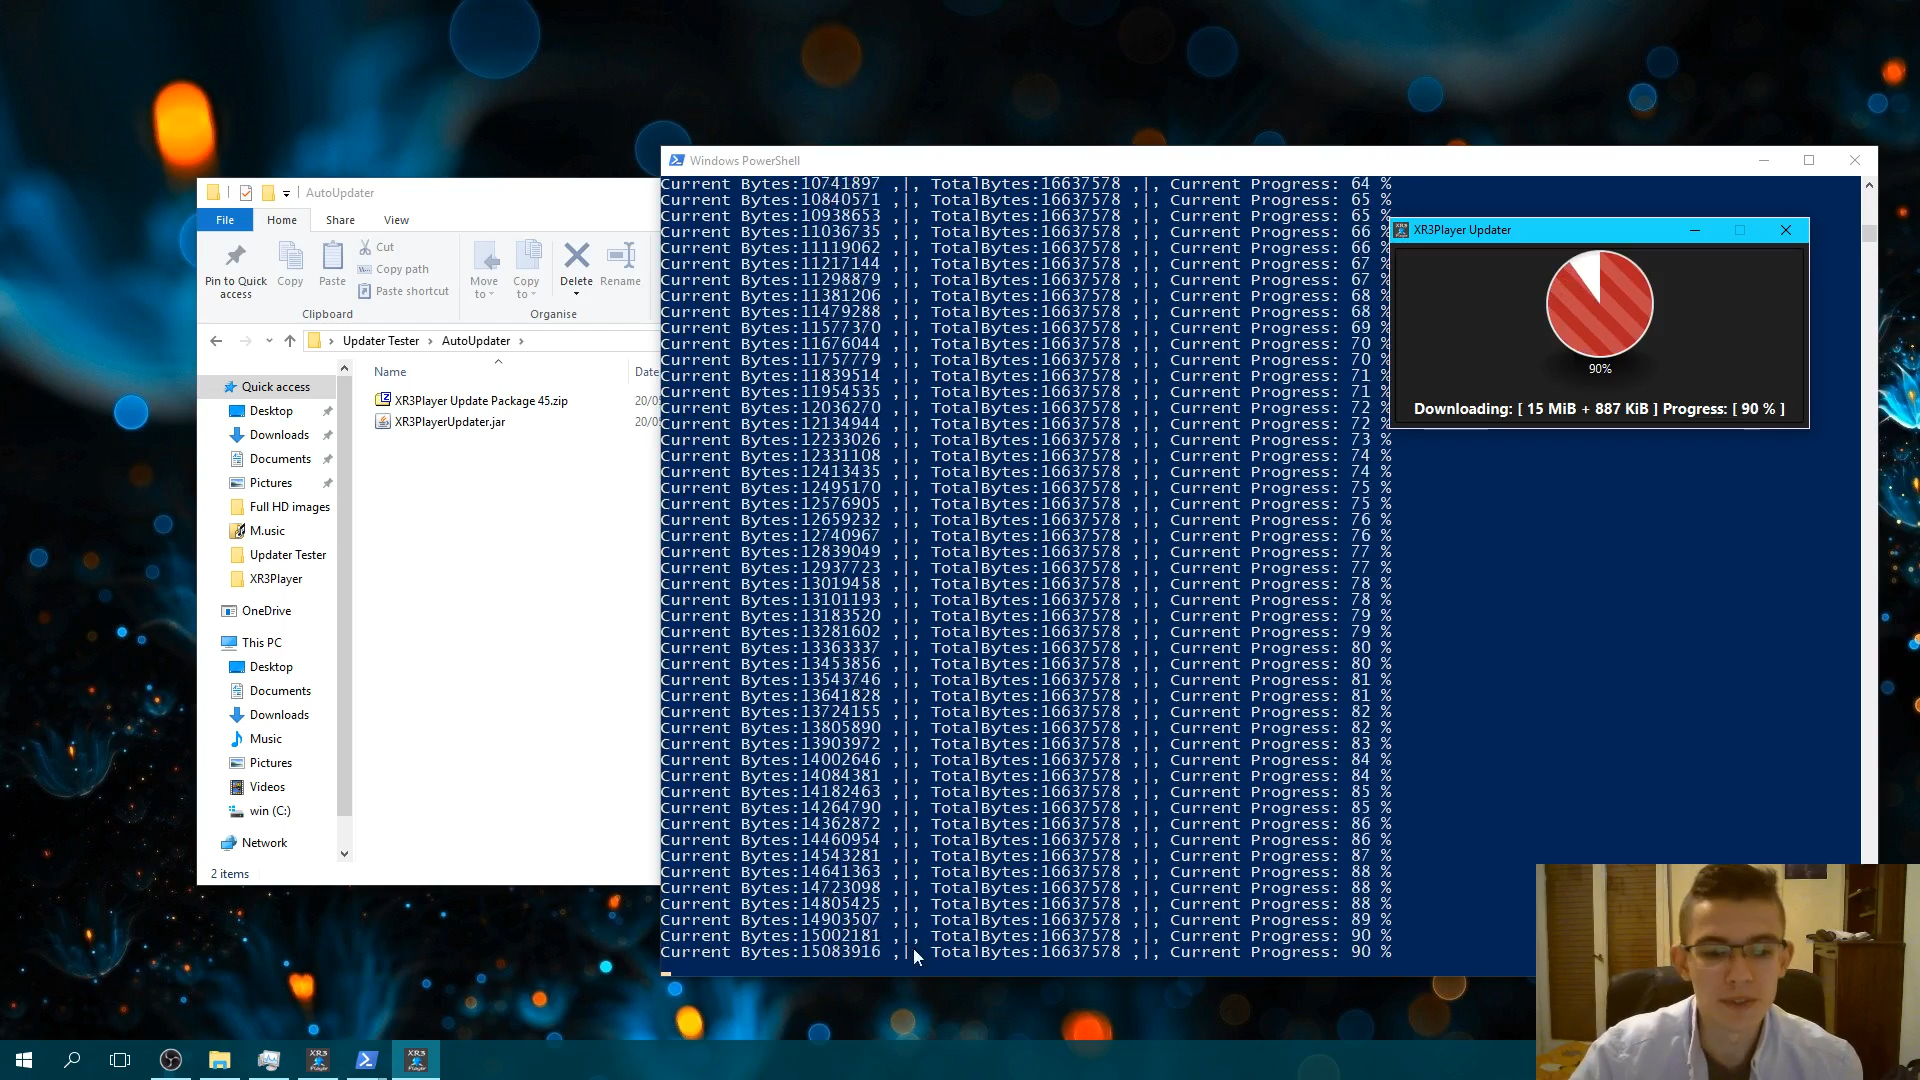 AutoUpdater
File Home Share View
Pin to Quick access
Copy
Paste
Cut
Copy path
Paste shortcut
Clipboard
Move to
Copy to
Delete
Rename
Organise
Updater Tester AutoUpdater
Name Date
XR3Player Update Package 45.zip 20/0
XR3PlayerUpdater.jar 20/0
Quick access
Desktop
Downloads
Documents
Pictures
Full HD images
M.usic
Updater Tester
XR3Player
OneDrive
This PC
Desktop
Documents
Downloads
Music
Pictures
Videos
win (C:)
Network
2 items
Windows PowerShell
Current Bytes:10741897 ,|, TotalBytes:16637578 ,|, Current Progress: 64 %
Current Bytes:10840571 ,|, TotalBytes:16637578 ,|, Current Progress: 65 %
Current Bytes:10938653 ,|, TotalBytes:16637578 ,|, Current Progress: 65 %
Current Bytes:11036735 ,|, TotalBytes:16637578 ,|, Current Progress: 66 %
Current Bytes:11119062 ,|, TotalBytes:16637578 ,|, Current Progress: 66 %
Current Bytes:11217144 ,|, TotalBytes:16637578 ,|, Current Progress: 67 %
Current Bytes:11298879 ,|, TotalBytes:16637578 ,|, Current Progress: 67 %
Current Bytes:11381206 ,|, TotalBytes:16637578 ,|, Current Progress: 68 %
Current Bytes:11479288 ,|, TotalBytes:16637578 ,|, Current Progress: 68 %
Current Bytes:11577370 ,|, TotalBytes:16637578 ,|, Current Progress: 69 %
Current Bytes:11676044 ,|, TotalBytes:16637578 ,|, Current Progress: 70 %
Current Bytes:11757779 ,|, TotalBytes:16637578 ,|, Current Progress: 70 %
Current Bytes:11839514 ,|, TotalBytes:16637578 ,|, Current Progress: 71 %
Current Bytes:11954535 ,|, TotalBytes:16637578 ,|, Current Progress: 71 %
Current Bytes:12036270 ,|, TotalBytes:16637578 ,|, Current Progress: 72 %
Current Bytes:12134944 ,|, TotalBytes:16637578 ,|, Current Progress: 72 %
Current Bytes:12233026 ,|, TotalBytes:16637578 ,|, Current Progress: 73 %
Current Bytes:12331108 ,|, TotalBytes:16637578 ,|, Current Progress: 74 %
Current Bytes:12413435 ,|, TotalBytes:16637578 ,|, Current Progress: 74 %
Current Bytes:12495170 ,|, TotalBytes:16637578 ,|, Current Progress: 75 %
Current Bytes:12576905 ,|, TotalBytes:16637578 ,|, Current Progress: 75 %
Current Bytes:12659232 ,|, TotalBytes:16637578 ,|, Current Progress: 76 %
Current Bytes:12740967 ,|, TotalBytes:16637578 ,|, Current Progress: 76 %
Current Bytes:12839049 ,|, TotalBytes:16637578 ,|, Current Progress: 77 %
Current Bytes:12937723 ,|, TotalBytes:16637578 ,|, Current Progress: 77 %
Current Bytes:13019458 ,|, TotalBytes:16637578 ,|, Current Progress: 78 %
Current Bytes:13101193 ,|, TotalBytes:16637578 ,|, Current Progress: 78 %
Current Bytes:13183520 ,|, TotalBytes:16637578 ,|, Current Progress: 79 %
Current Bytes:13281602 ,|, TotalBytes:16637578 ,|, Current Progress: 79 %
Current Bytes:13363337 ,|, TotalBytes:16637578 ,|, Current Progress: 80 %
Current Bytes:13453856 ,|, TotalBytes:16637578 ,|, Current Progress: 80 %
Current Bytes:13543746 ,|, TotalBytes:16637578 ,|, Current Progress: 81 %
Current Bytes:13641828 ,|, TotalBytes:16637578 ,|, Current Progress: 81 %
Current Bytes:13724155 ,|, TotalBytes:16637578 ,|, Current Progress: 82 %
Current Bytes:13805890 ,|, TotalBytes:16637578 ,|, Current Progress: 82 %
Current Bytes:13903972 ,|, TotalBytes:16637578 ,|, Current Progress: 83 %
Current Bytes:14002646 ,|, TotalBytes:16637578 ,|, Current Progress: 84 %
Current Bytes:14084381 ,|, TotalBytes:16637578 ,|, Current Progress: 84 %
Current Bytes:14182463 ,|, TotalBytes:16637578 ,|, Current Progress: 85 %
Current Bytes:14264790 ,|, TotalBytes:16637578 ,|, Current Progress: 85 %
Current Bytes:14362872 ,|, TotalBytes:16637578 ,|, Current Progress: 86 %
Current Bytes:14460954 ,|, TotalBytes:16637578 ,|, Current Progress: 86 %
Current Bytes:14543281 ,|, TotalBytes:16637578 ,|, Current Progress: 87 %
Current Bytes:14641363 ,|, TotalBytes:16637578 ,|, Current Progress: 88 %
Current Bytes:14723098 ,|, TotalBytes:16637578 ,|, Current Progress: 88 %
Current Bytes:14805425 ,|, TotalBytes:16637578 ,|, Current Progress: 88 %
Current Bytes:14903507 ,|, TotalBytes:16637578 ,|, Current Progress: 89 %
Current Bytes:15002181 ,|, TotalBytes:16637578 ,|, Current Progress: 90 %
Current Bytes:15083916 ,|, TotalBytes:16637578 ,|, Current Progress: 90 %
XR3Player Updater
90%
Downloading: [ 15 MiB + 887 KiB ] Progress: [ 90 % ]
XR3 Player
XR3 Player